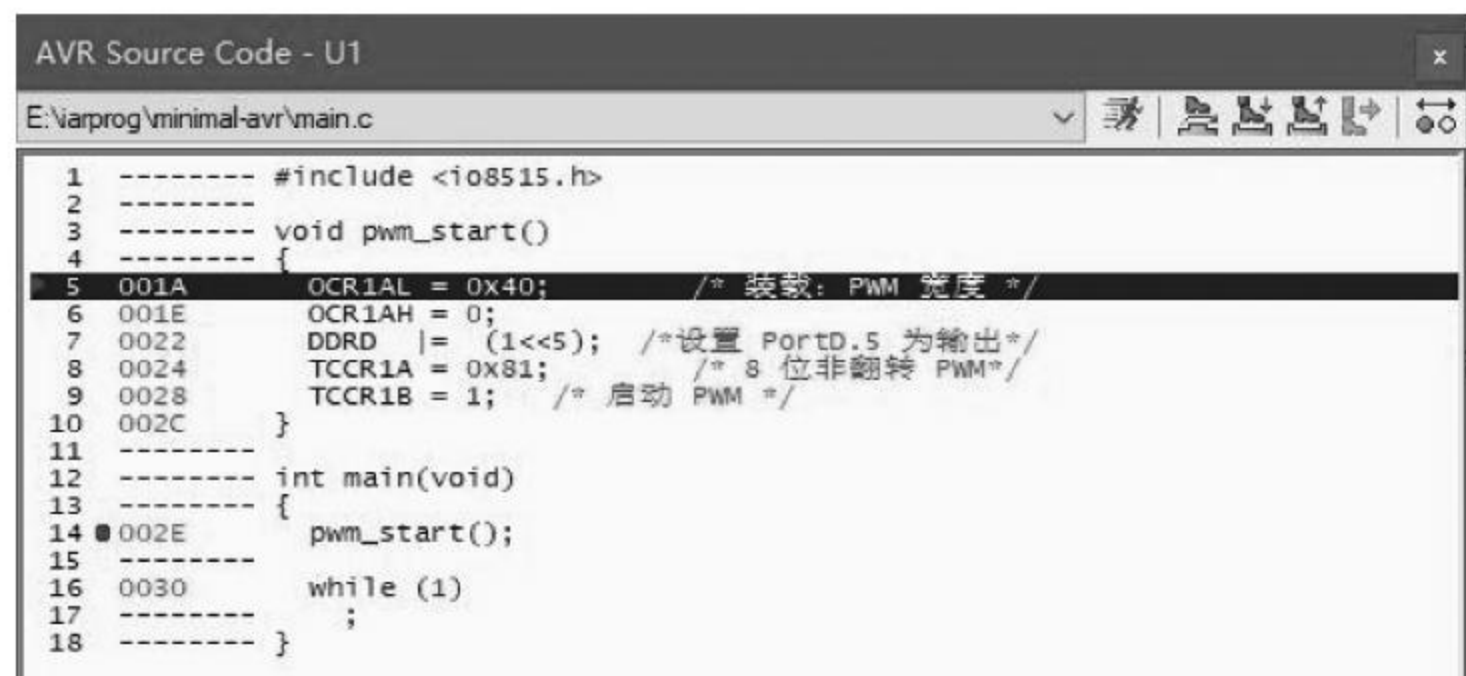 AVR Source Code - U1
x
E:\iarprog\minimal-avr\main.c
1 -------- #include <io8515.h>
2 --------
3 -------- void pwm_start()
4 -------- {
5 001A OCR1AL = 0x40; /* 装载: PWM 宽度 */
6 001E OCR1AH = 0;
7 0022 DDRD |= (1<<5); /*设置 PortD.5 为输出*/
8 0024 TCCR1A = 0x81; /* 8 位非翻转 PWM*/
9 0028 TCCR1B = 1; /* 启动 PWM */
10 002C }
11 --------
12 -------- int main(void)
13 -------- {
14 002E pwm_start();
15 --------
16 0030 while (1)
17 -------- ;
18 -------- }